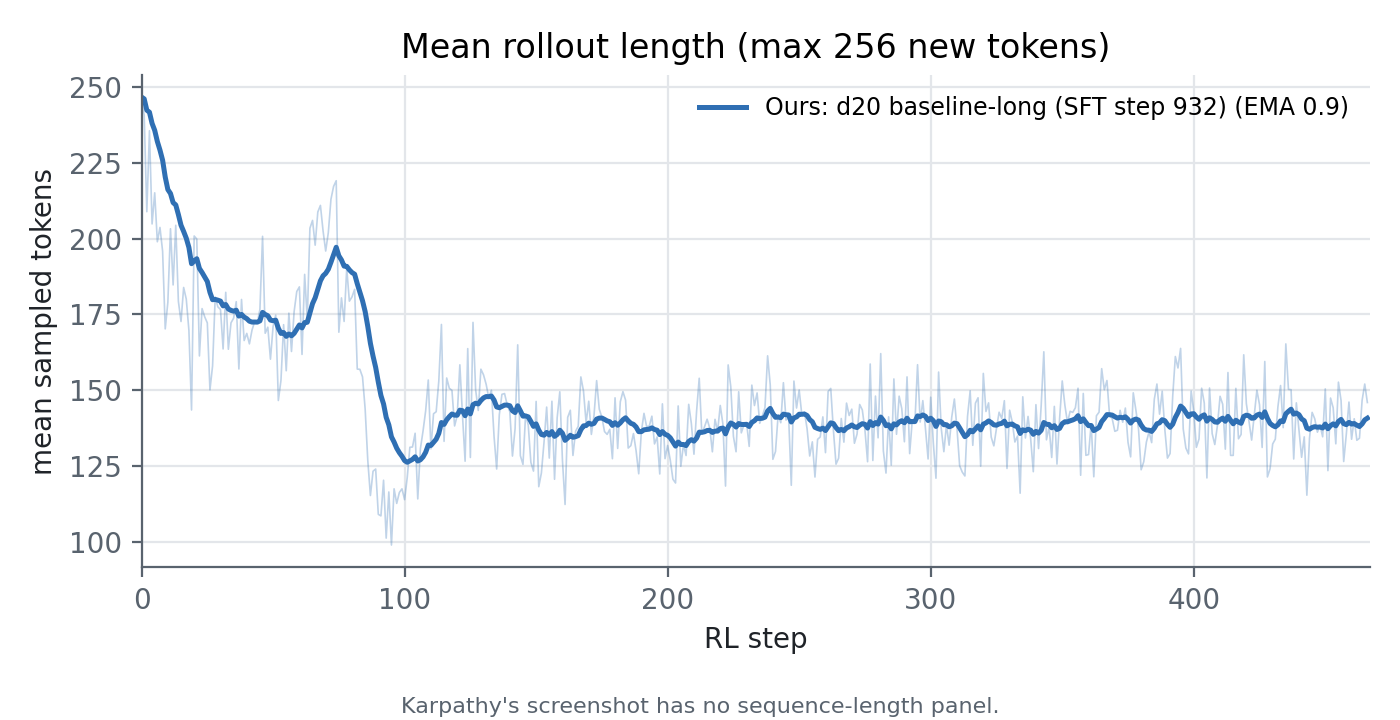 Mean rollout length (max 256 new tokens)
Ours: d20 baseline-long (SFT step 932) (EMA 0.9)
mean sampled tokens
250
225
200
175
150
125
100
0 100 200 300 400
RL step
Karpathy's screenshot has no sequence-length panel.